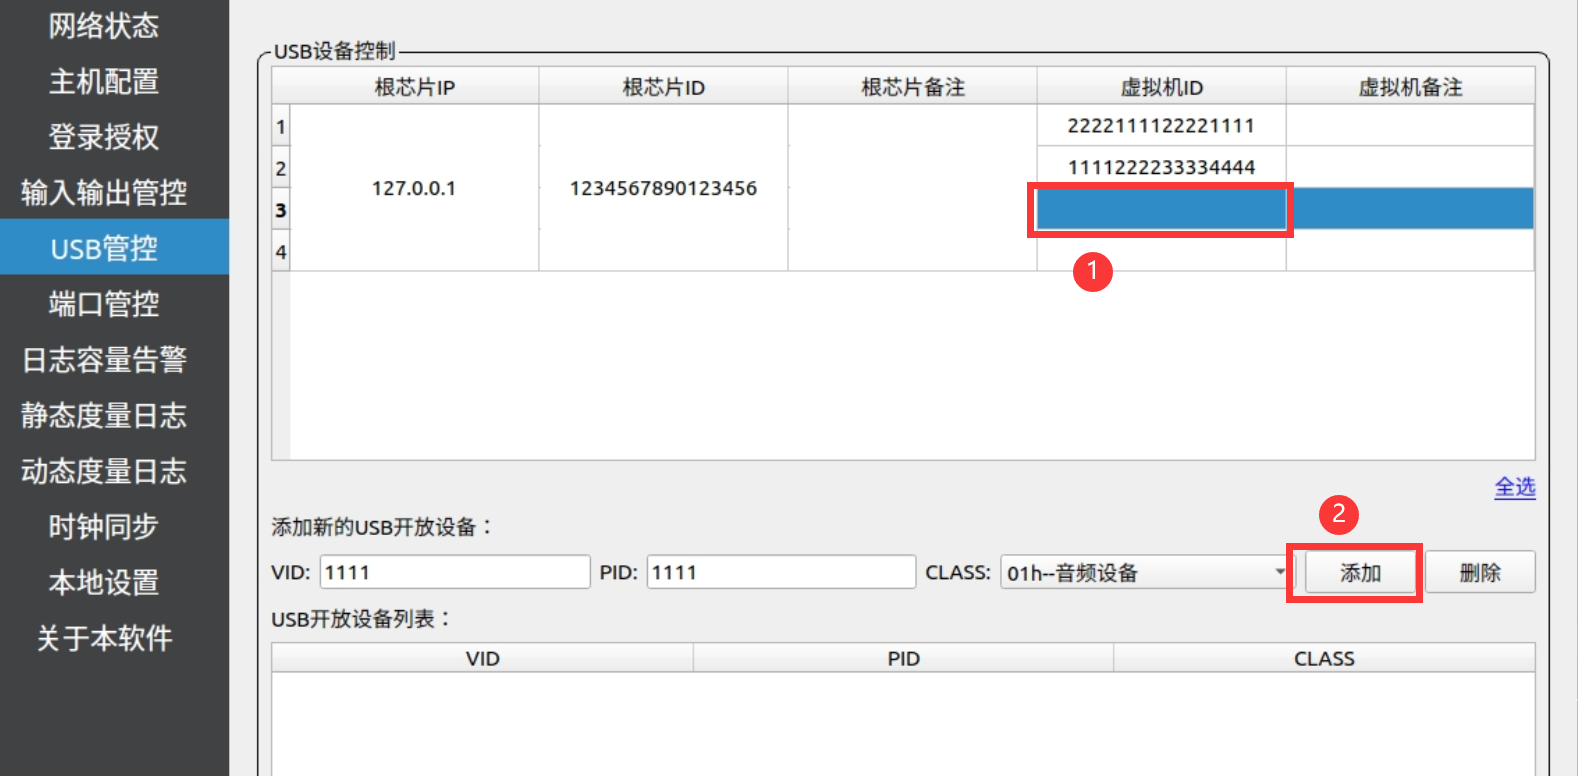 网络状态
主机配置
登录授权
输入输出管控
USB管控
端口管控
日志容量告警
静态度量日志
动态度量日志
时钟同步
本地设置
关于本软件
USB设备控制
根芯片IP 根芯片ID 根芯片备注 虚拟机ID 虚拟机备注
1 2222111122221111
2 1111222233334444
127.0.0.1 1234567890123456
3
4
1
全选
2
添加新的USB开放设备：
VID: 1111 PID: 1111 CLASS: 01h--音频设备 添加 删除
USB开放设备列表：
VID PID CLASS